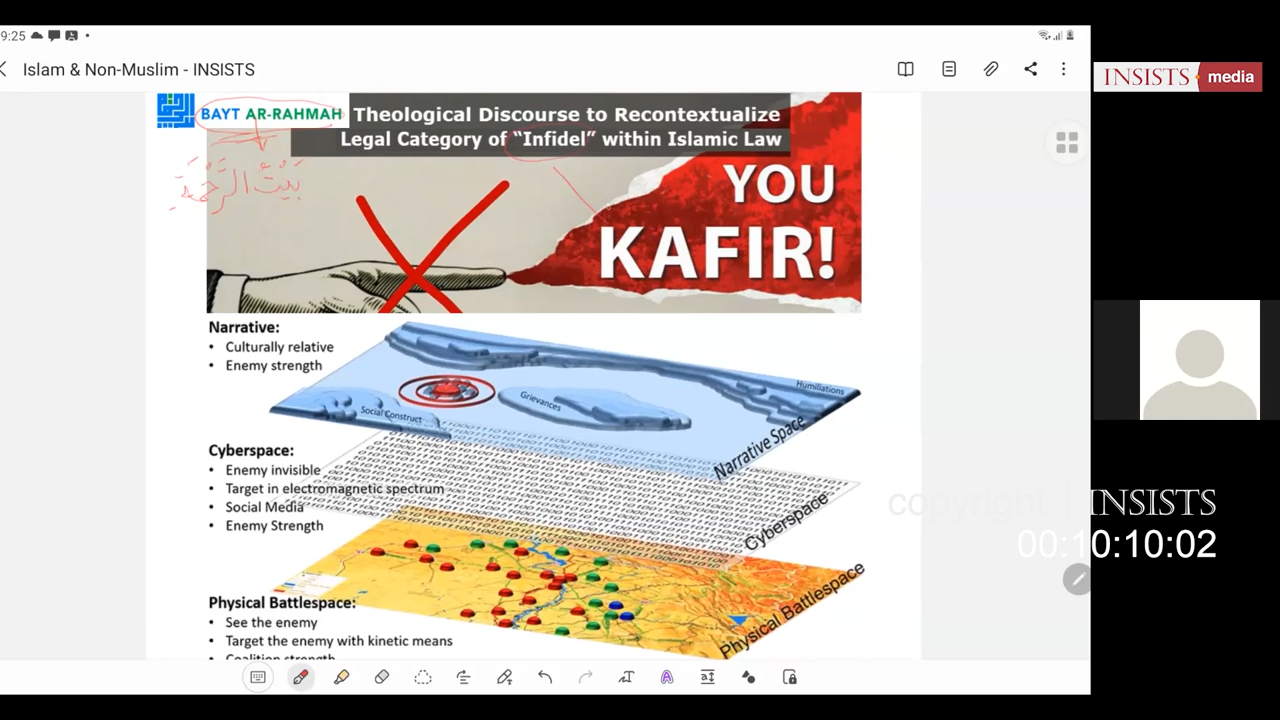 9:25
Islam & Non-Muslim - INSISTS
INSISTS media
BAYT AR-RAHMAH
Theological Discourse to Recontextualize
Legal Category of “Infidel” within Islamic Law
بَيْتُ الرَّحْمَةِ
YOU
KAFIR!
Narrative:
• Culturally relative
• Enemy strength
Humiliations
Grievances
Social Construct
Narrative Space
Cyberspace:
• Enemy invisible
• Target in electromagnetic spectrum
• Social Media
• Enemy Strength
Cyberspace
copyright | INSISTS
00:10:10:02
Physical Battlespace:
• See the enemy
• Target the enemy with kinetic means
• Coalition strength
Physical Battlespace